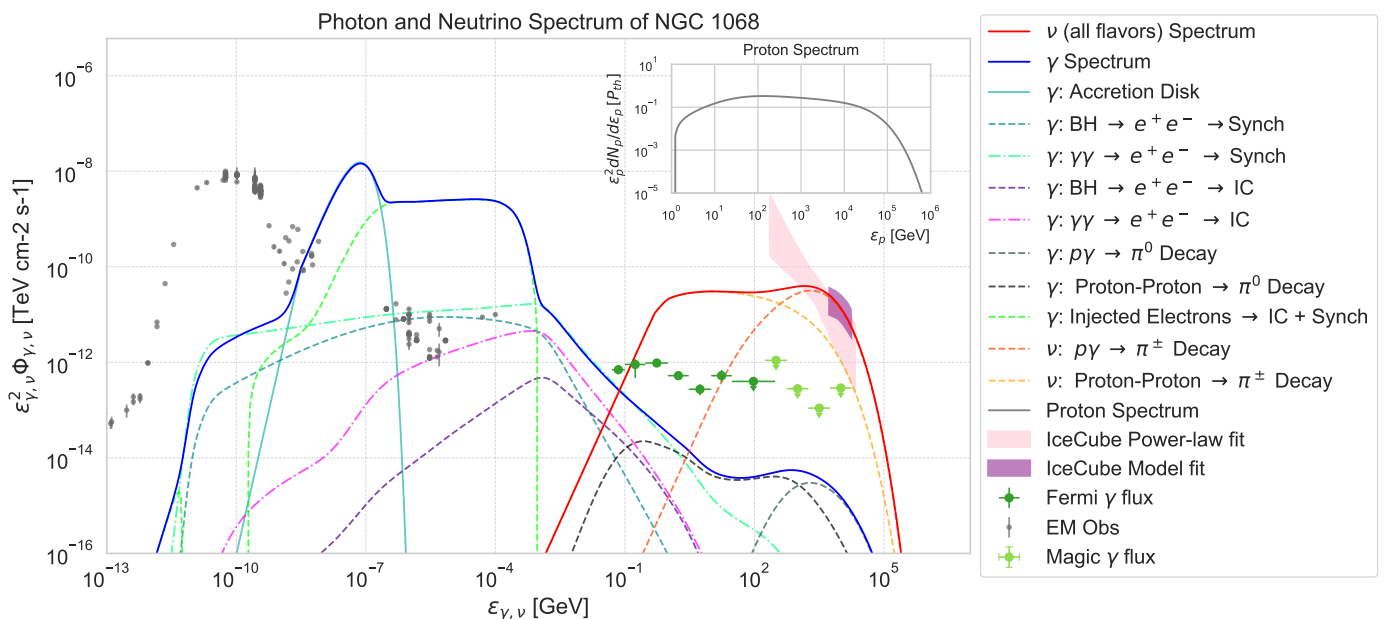 Photon and Neutrino Spectrum of NGC 1068
ε²γ,νΦγ,ν [TeV cm-2 s-1]
10⁻⁶
10⁻⁸
10⁻¹⁰
10⁻¹²
10⁻¹⁴
10⁻¹⁶
10⁻¹³
10⁻¹⁰
10⁻⁷
10⁻⁴
10⁻¹
10²
10⁵
εγ,ν [GeV]
Proton Spectrum
ε²ₚdNₚ/dεₚ [Pₜₕ]
10¹
10⁻¹
10⁻³
10⁻⁵
10⁰
10¹
10²
10³
10⁴
10⁵
10⁶
εₚ [GeV]
ν (all flavors) Spectrum
γ Spectrum
γ: Accretion Disk
γ: BH → e⁺e⁻ →Synch
γ: γγ → e⁺e⁻ → Synch
γ: BH → e⁺e⁻ → IC
γ: γγ → e⁺e⁻ → IC
γ: pγ → π⁰ Decay
γ: Proton-Proton → π⁰ Decay
γ: Injected Electrons → IC + Synch
ν: pγ → π± Decay
ν: Proton-Proton → π± Decay
Proton Spectrum
IceCube Power-law fit
IceCube Model fit
Fermi γ flux
EM Obs
Magic γ flux